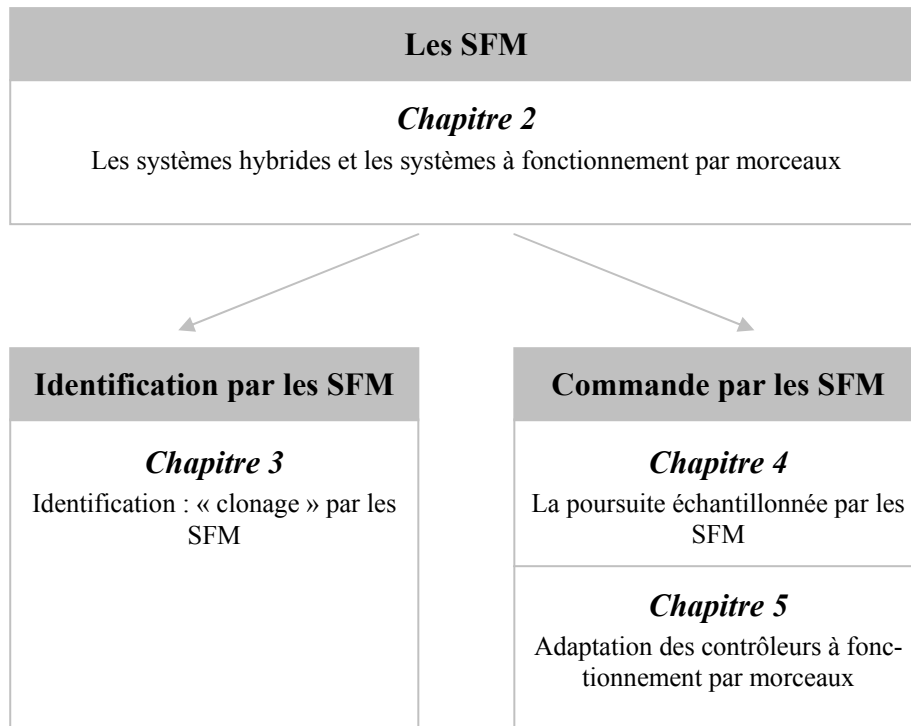 Les SFM
Chapitre 2
Les systèmes hybrides et les systèmes à fonctionnement par morceaux
Identification par les SFM
Chapitre 3
Identification : « clonage » par les
SFM
Commande par les SFM
Chapitre 4
La poursuite échantillonnée par les
SFM
Chapitre 5
Adaptation des contrôleurs à fonc-
tionnement par morceaux